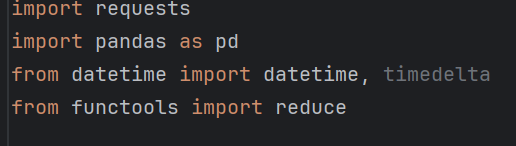 import requests
import pandas as pd
from datetime import datetime, timedelta
from functools import reduce